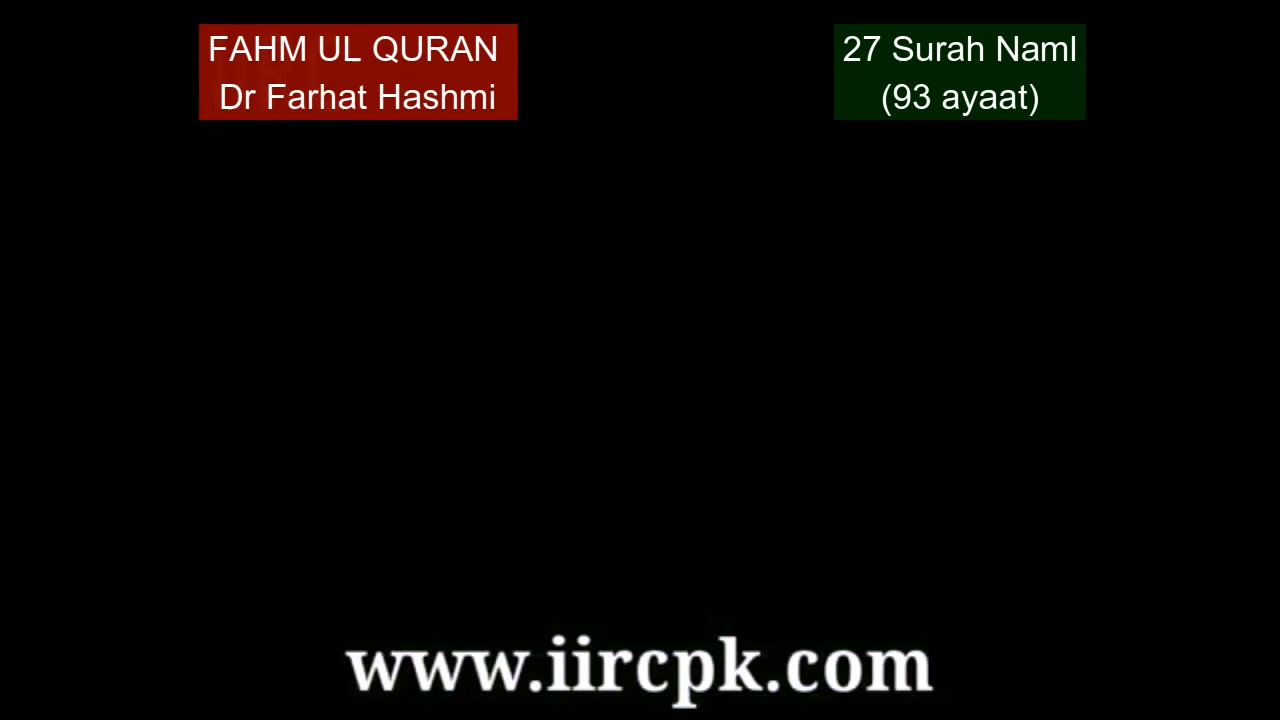 FAHM UL QURAN
Dr Farhat Hashmi
27 Surah Naml
(93 ayaat)
www.iircpk.com